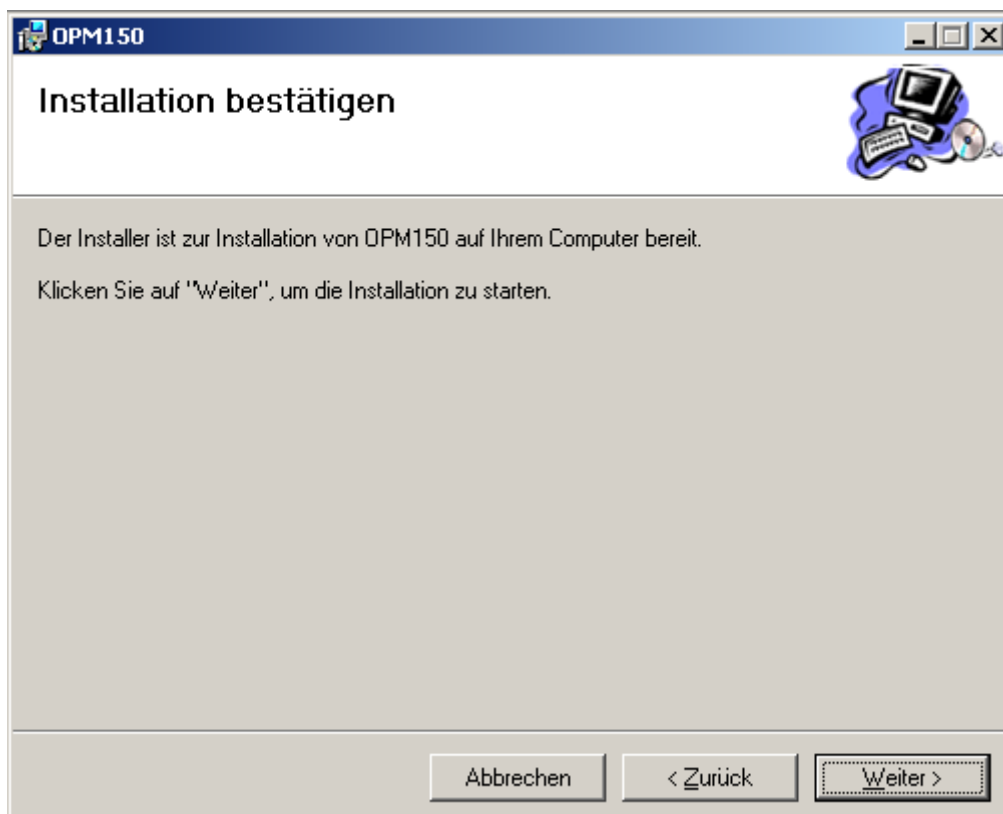 OPM150
Installation bestätigen
Der Installer ist zur Installation von OPM150 auf Ihrem Computer bereit.
Klicken Sie auf "Weiter", um die Installation zu starten.
Abbrechen
< Zurück
Weiter >